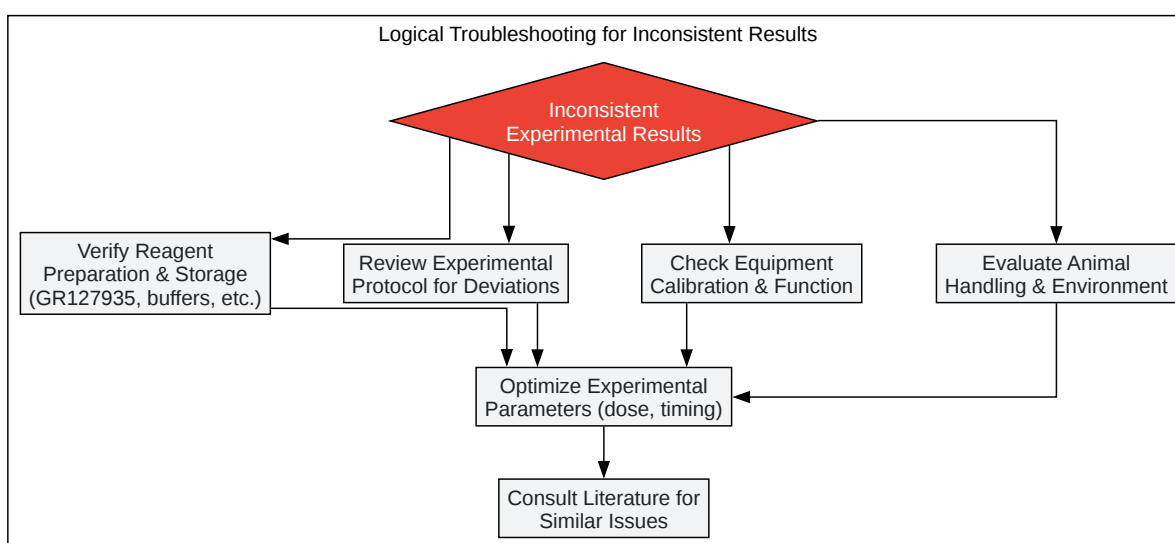 Logical Troubleshooting for Inconsistent Results
Inconsistent
Experimental Results
Verify Reagent
Preparation & Storage
(GR127935, buffers, etc.)
Review Experimental
Protocol for Deviations
Check Equipment
Calibration & Function
Evaluate Animal
Handling & Environment
Optimize Experimental
Parameters (dose, timing)
Consult Literature for
Similar Issues